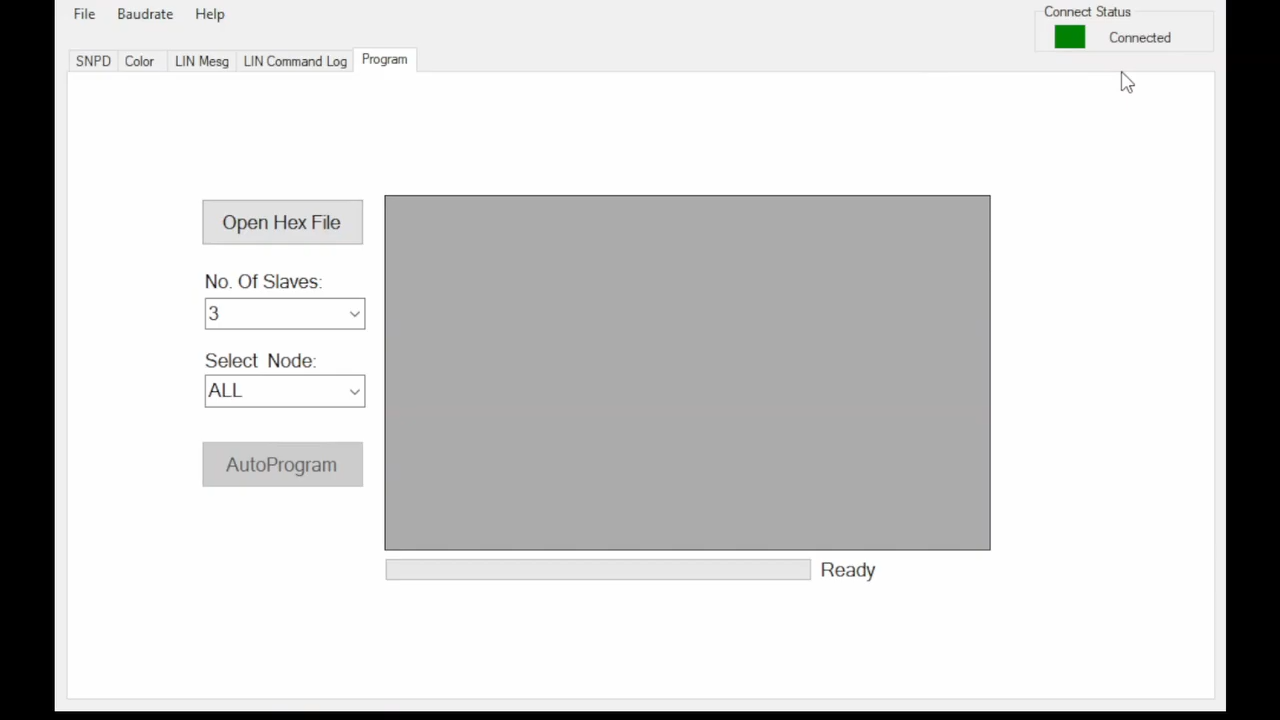 File Baudrate Help
Connect Status
Connected
SNPD Color LIN Mesg LIN Command Log Program
Open Hex File
No. Of Slaves:
3
Select Node:
ALL
AutoProgram
Ready